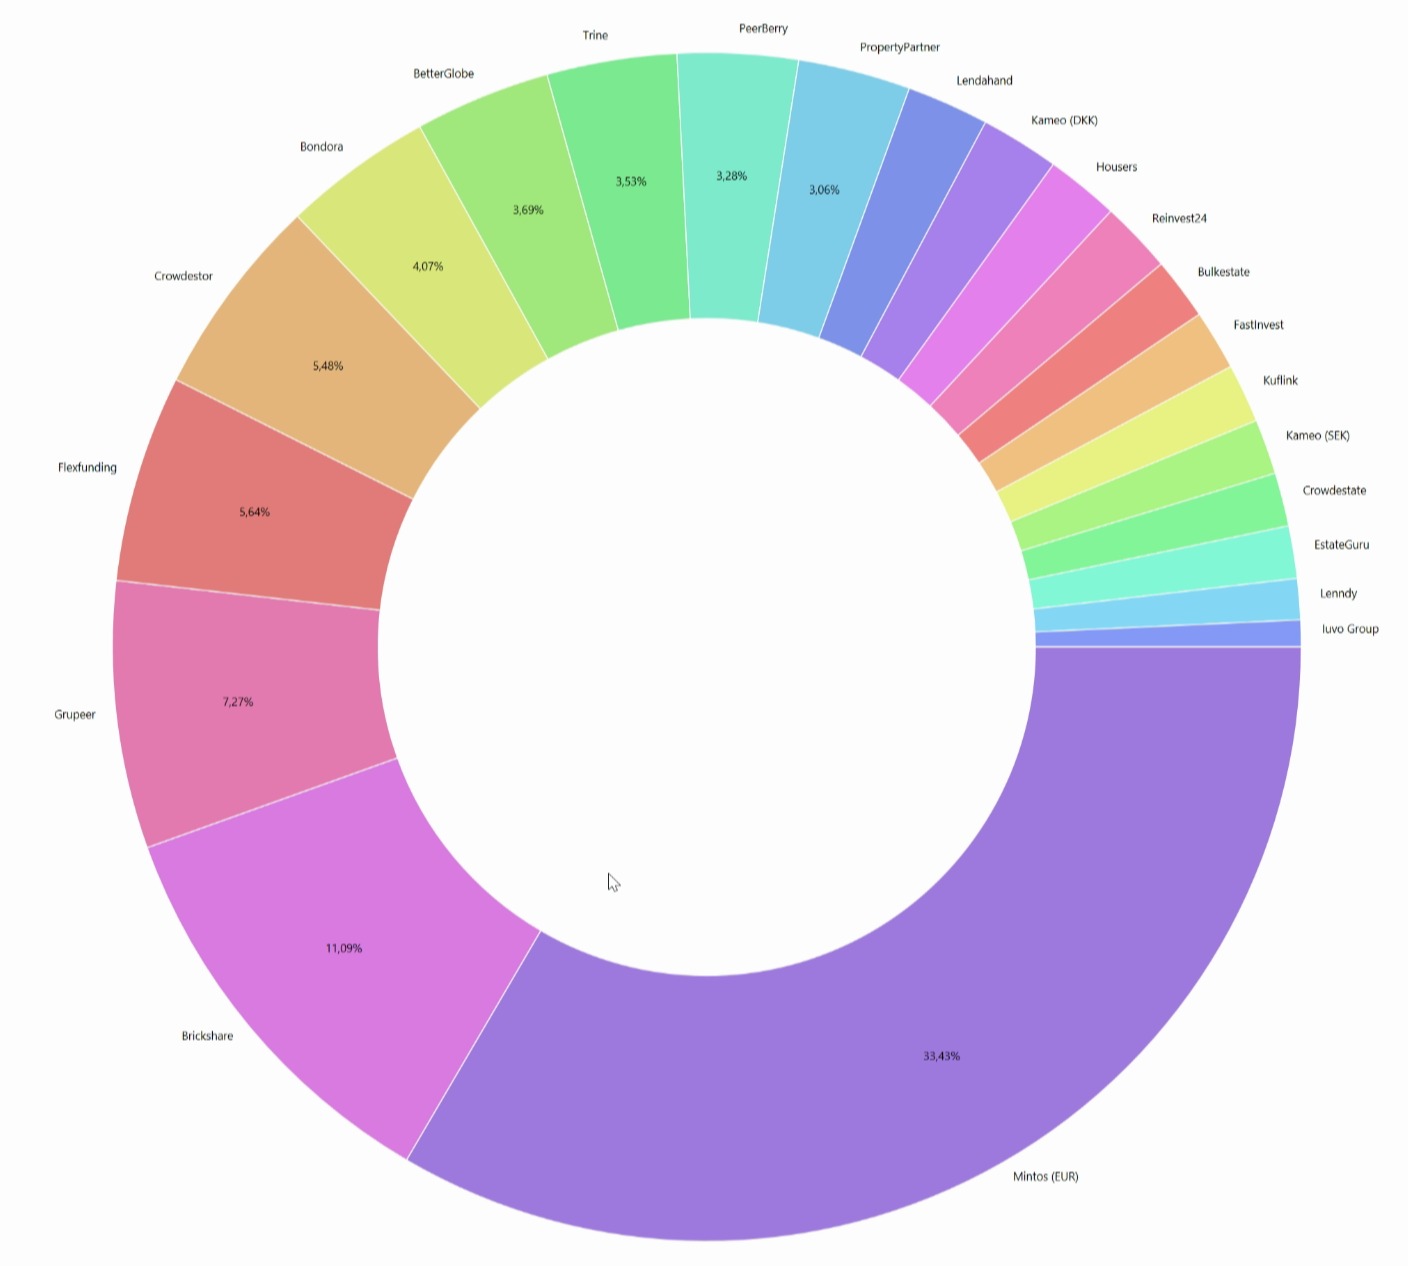 PeerBerry
Trine
PropertyPartner
BetterGlobe
Lendahand
Kameo (DKK)
Bondora
Housers
3,28%
3,53%
3,06%
3,69%
Reinvest24
4,07%
Bulkestate
Crowdestor
FastInvest
5,48%
Kuflink
Kameo (SEK)
Flexfunding
Crowdestate
5,64%
EstateGuru
Lenndy
Iuvo Group
7,27%
Grupeer
11,09%
Brickshare
33,43%
Mintos (EUR)